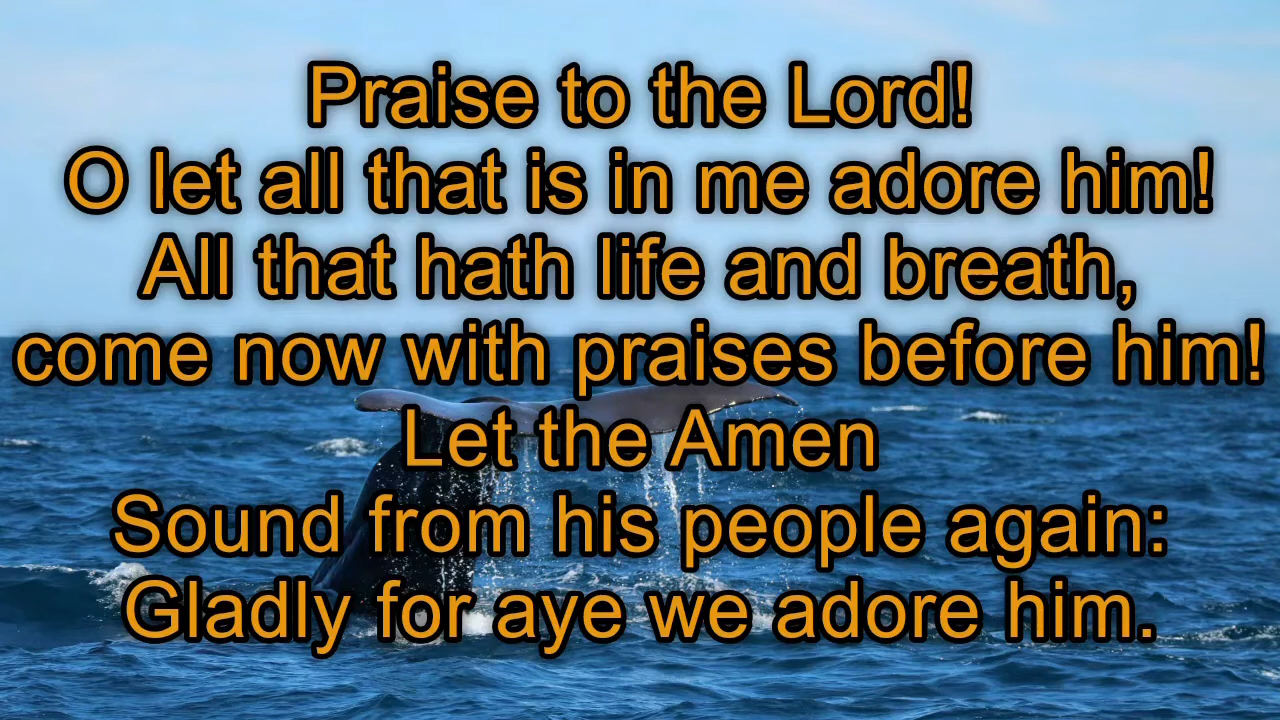 Praise to the Lord!
O let all that is in me adore him!
All that hath life and breath,
come now with praises before him!
Let the Amen
Sound from his people again:
Gladly for aye we adore him.